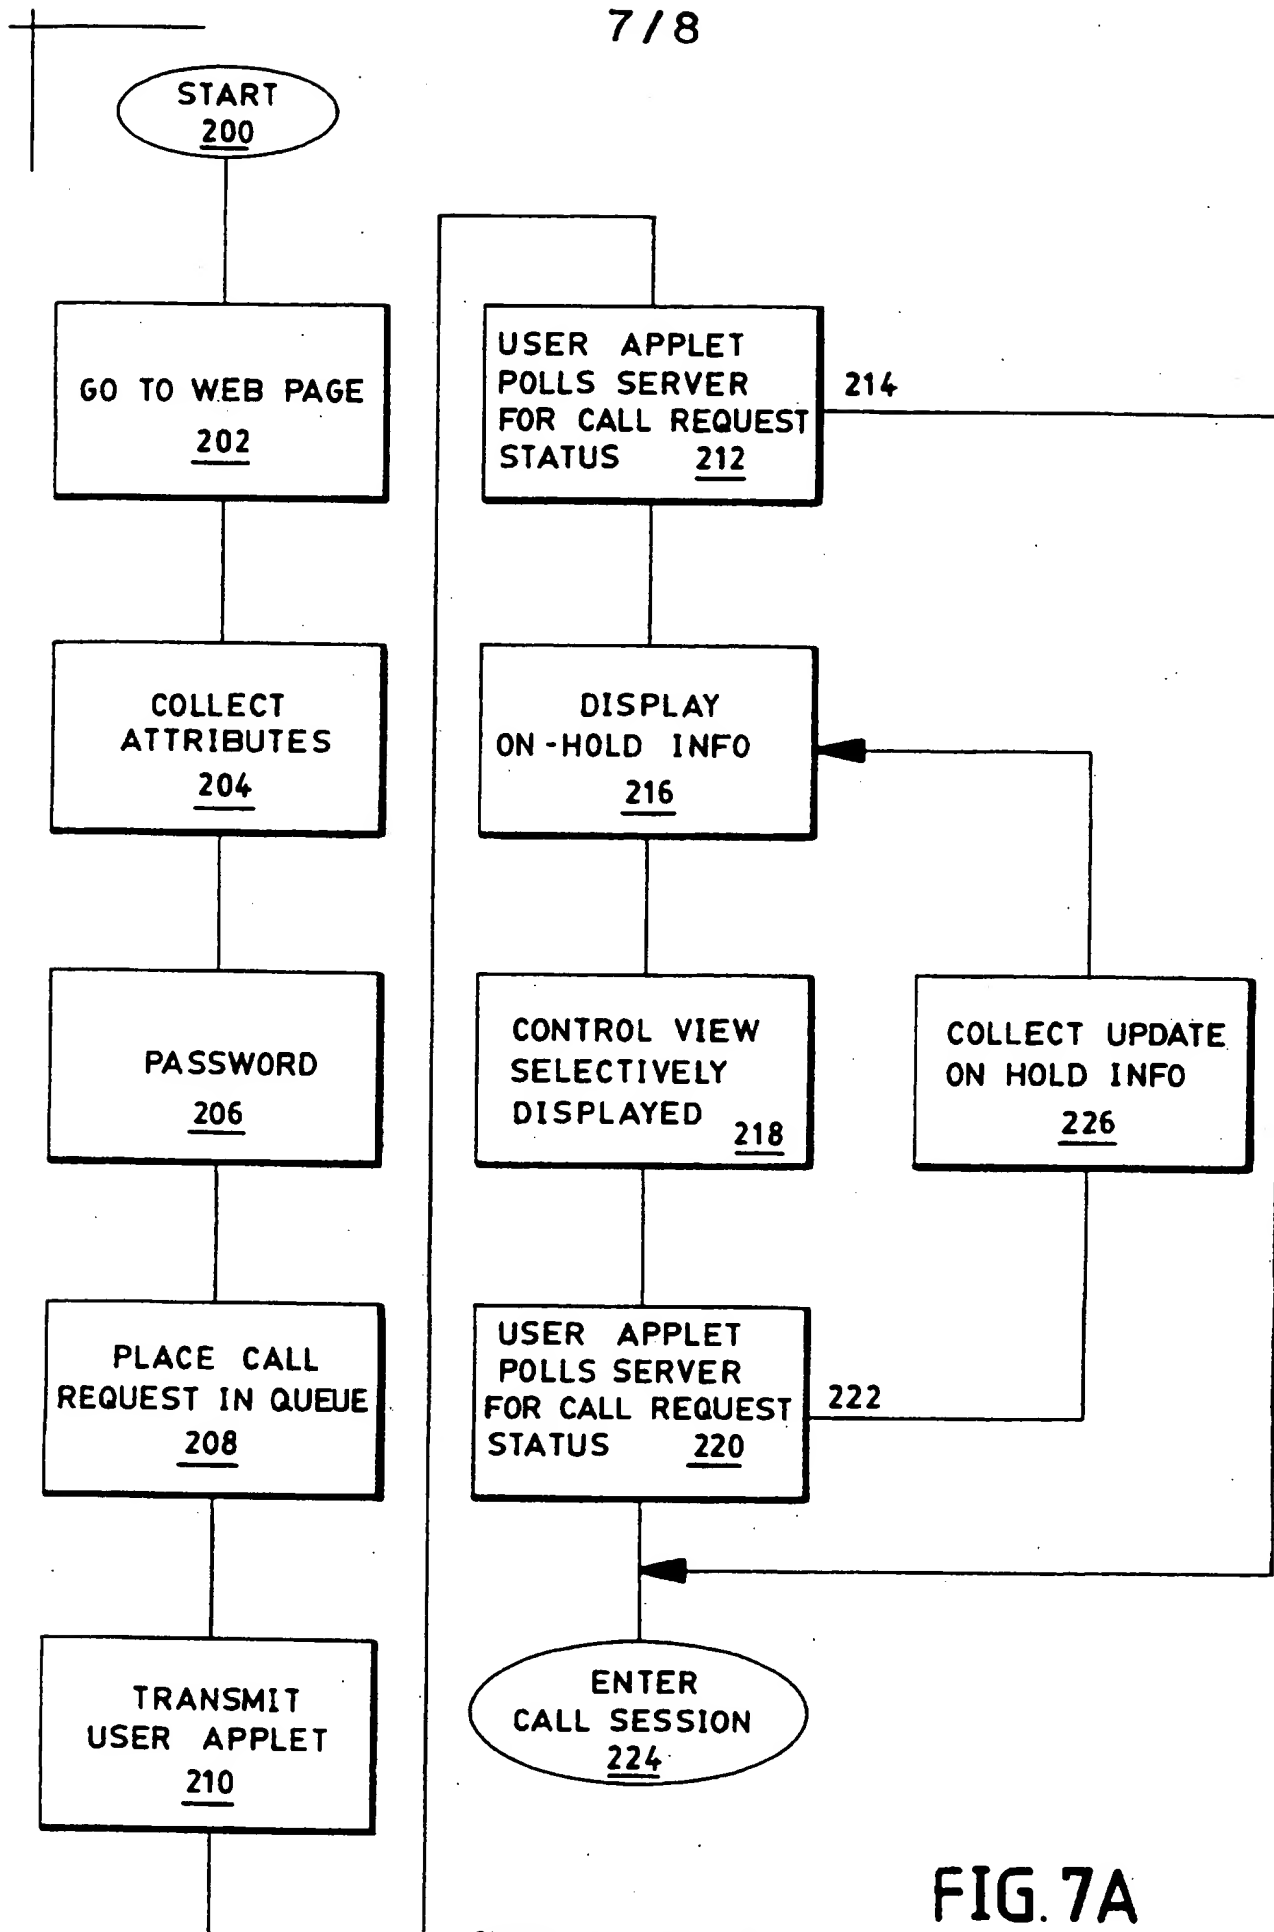 7/8
START
200
GO TO WEB PAGE
202
COLLECT
ATTRIBUTES
204
PASSWORD
206
PLACE CALL
REQUEST IN QUEUE
208
TRANSMIT
USER APPLET
210
USER APPLET
POLLS SERVER
FOR CALL REQUEST
STATUS 212
214
DISPLAY
ON-HOLD INFO
216
CONTROL VIEW
SELECTIVELY
DISPLAYED 218
USER APPLET
POLLS SERVER
FOR CALL REQUEST
STATUS 220
222
COLLECT UPDATE
ON HOLD INFO
226
ENTER
CALL SESSION
224
FIG. 7A